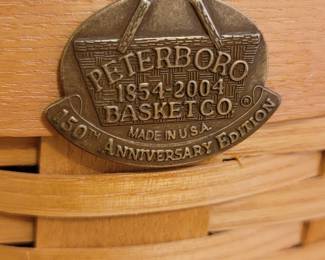 PETERBORO
1854-2004
BASKET CO.®
MADE IN U.S.A.
150TH ANNIVERSARY EDITION